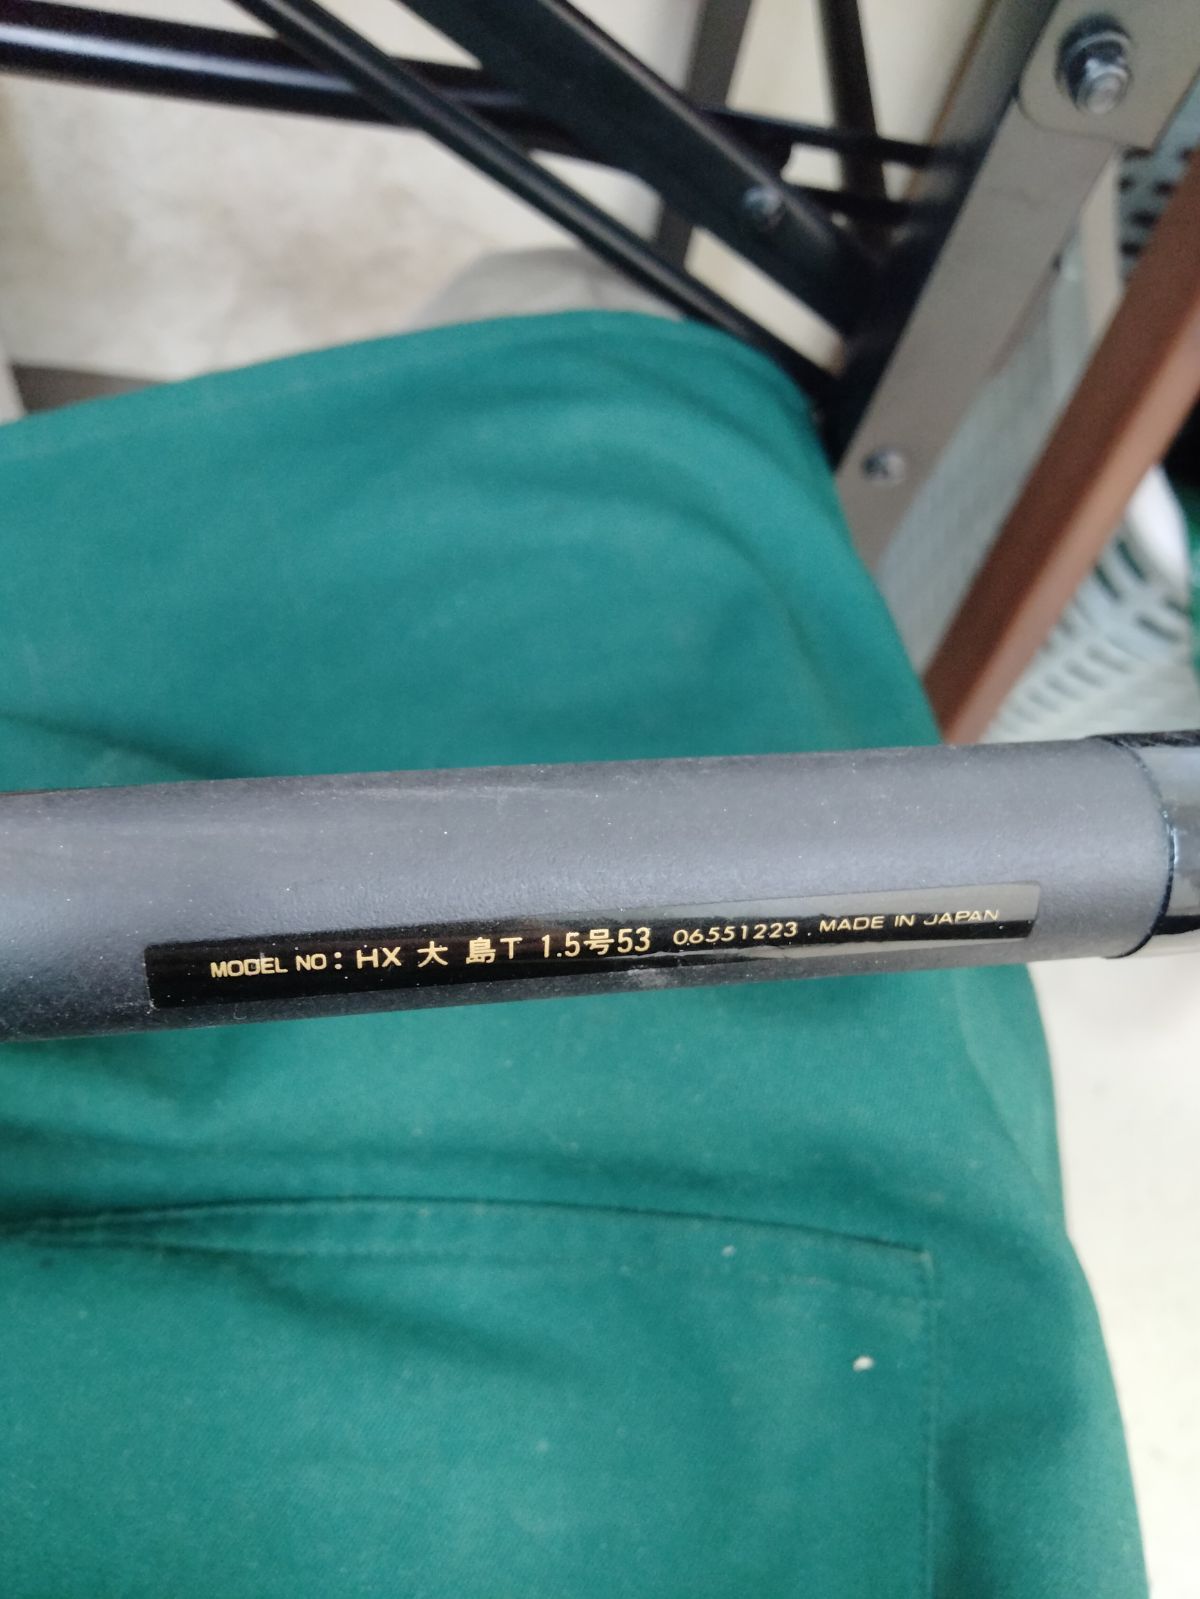 MODEL NO: HX 大 島T 1.5号53 06551223. MADE IN JAPAN